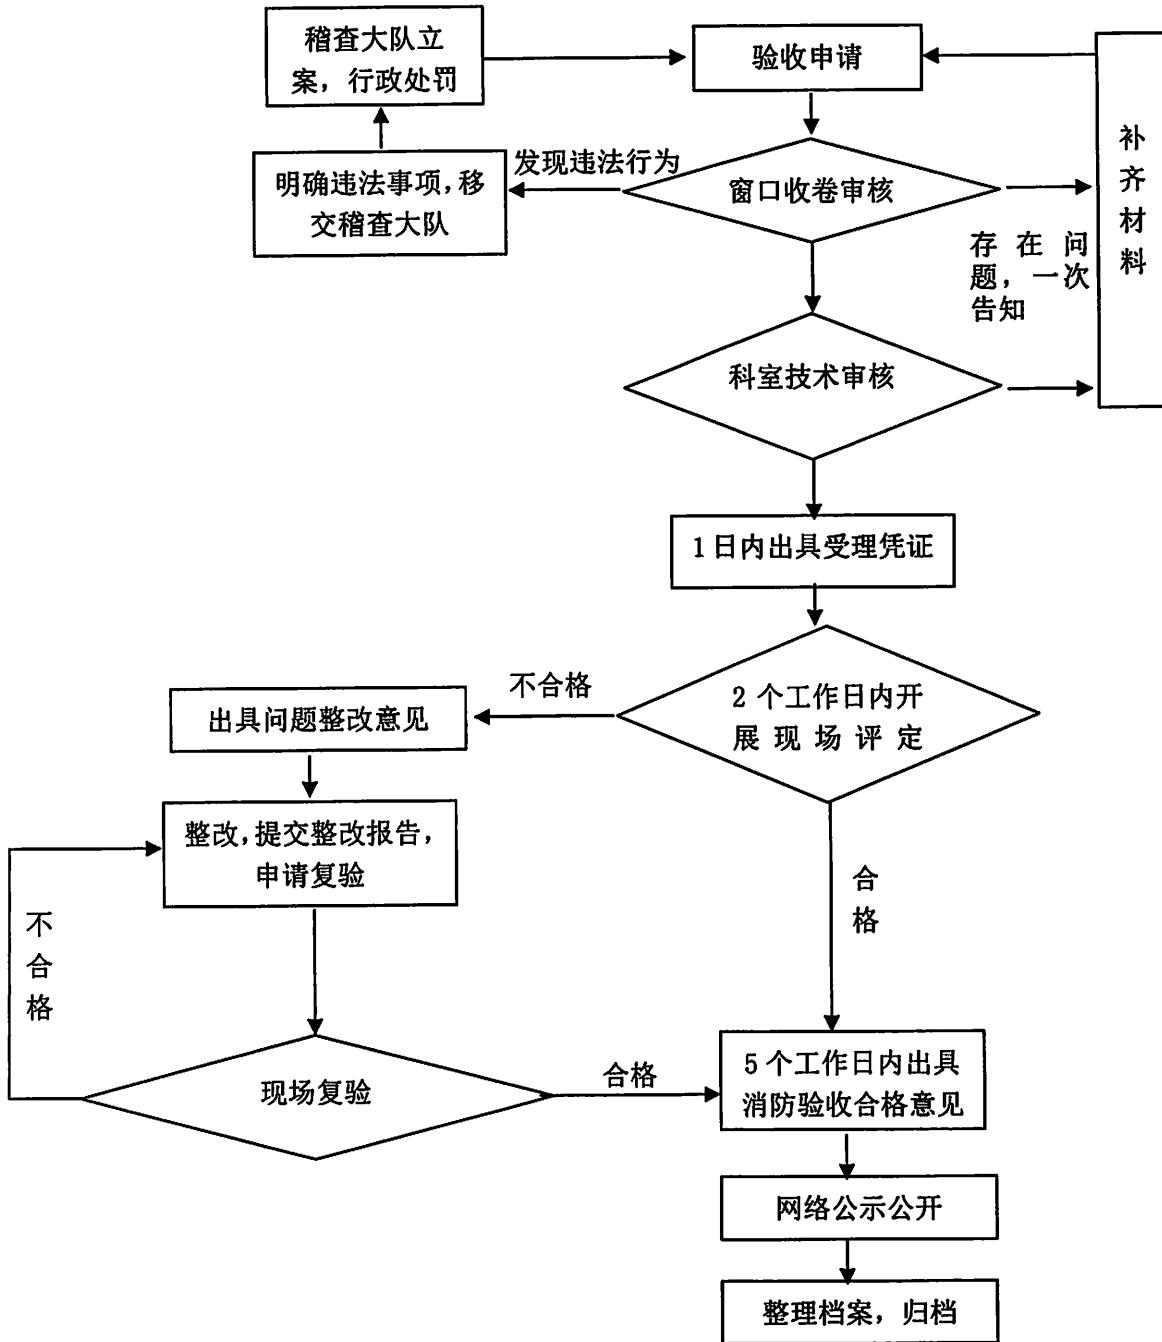 稽查大队立
案，行政处罚
验收申请
补
齐
材
料
明确违法事项,移
交稽查大队
发现违法行为
窗口收卷审核
存在问
题，一次
告知
科室技术审核
1日内出具受理凭证
2个工作日内开
展现场评定
不合格
出具问题整改意见
整改,提交整改报告，
申请复验
合
格
不
合
格
现场复验
合格
5个工作日内出具
消防验收合格意见
网络公示公开
整理档案，归档